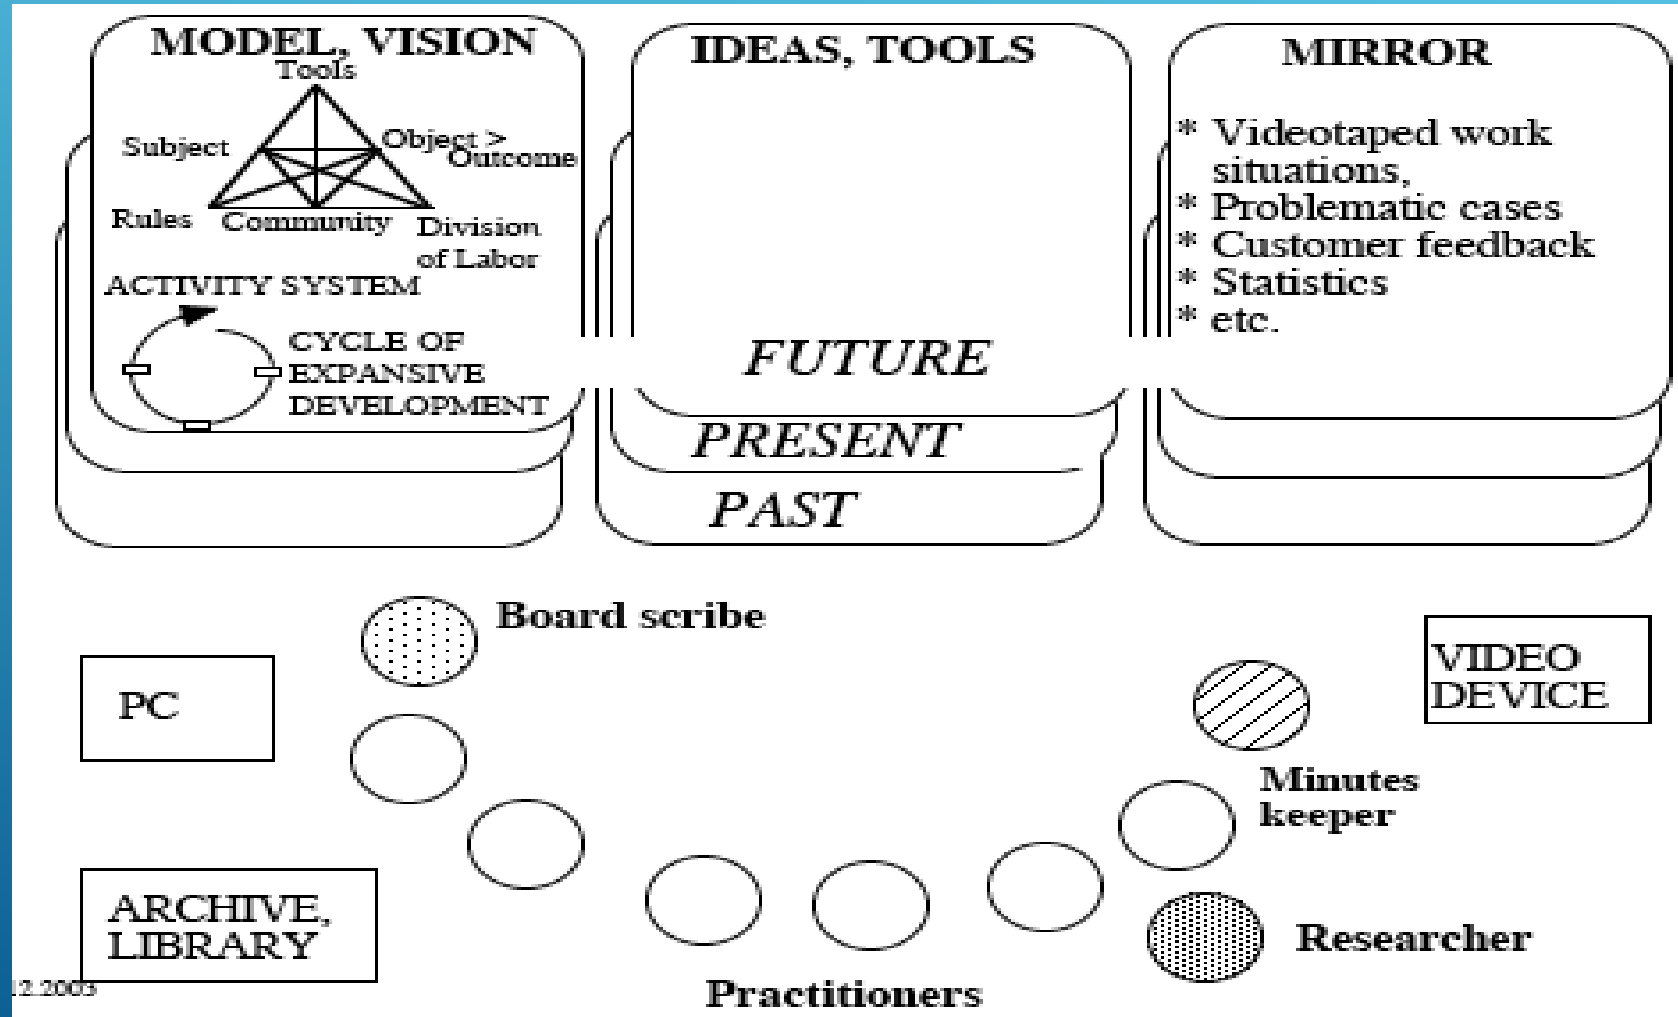 MODEL, VISION
Tools
Subject
Object >
Outcome
Rules
Community
Division
of Labor
ACTIVITY SYSTEM
CYCLE OF
EXPANSIVE
DEVELOPMENT
IDEAS, TOOLS
FUTURE
PRESENT
PAST
MIRROR
* Videotaped work
situations,
* Problematic cases
* Customer feedback
* Statistics
* etc.
Board scribe
PC
VIDEO
DEVICE
Minutes
keeper
ARCHIVE,
LIBRARY
Researcher
Practitioners
12.2003